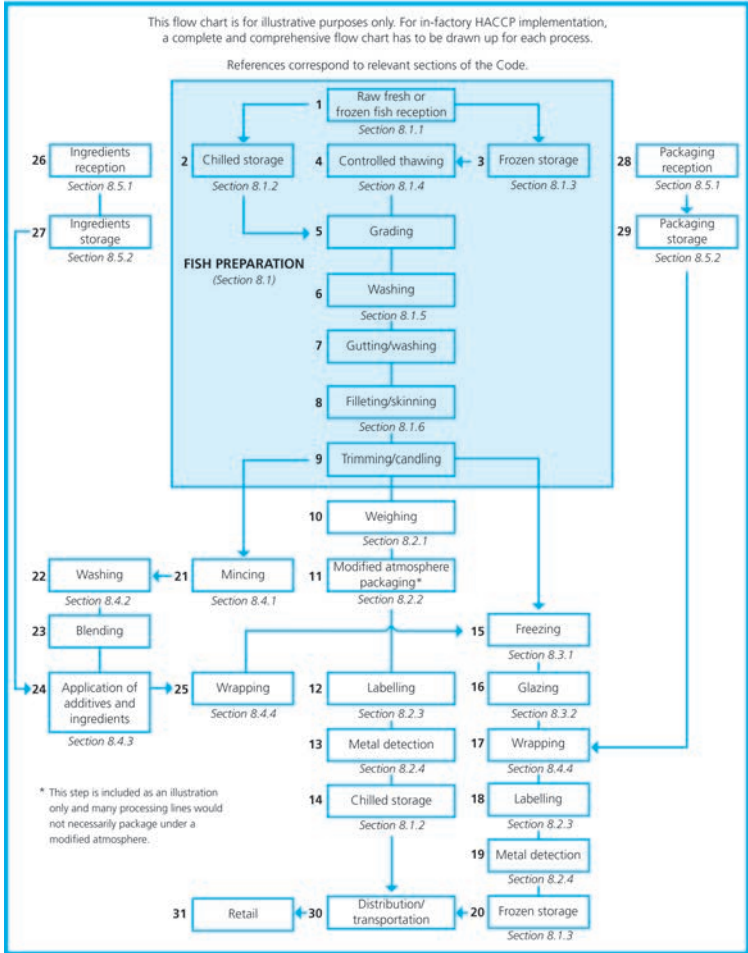 This flow chart is for illustrative purposes only. For in-factory HACCP implementation,
a complete and comprehensive flow chart has to be drawn up for each process.
References correspond to relevant sections of the Code.
1 Raw fresh or
frozen fish reception
Section 8.1.1
26 Ingredients
reception
Section 8.5.1
2 Chilled storage
Section 8.1.2
4 Controlled thawing
Section 8.1.4
3 Frozen storage
Section 8.1.3
28 Packaging
reception
Section 8.5.1
27 Ingredients
storage
Section 8.5.2
5 Grading
29 Packaging
storage
Section 8.5.2
FISH PREPARATION
(Section 8.1)
6 Washing
Section 8.1.5
7 Gutting/washing
8 Filleting/skinning
Section 8.1.6
9 Trimming/candling
10 Weighing
Section 8.2.1
22 Washing
Section 8.4.2
21 Mincing
Section 8.4.1
11 Modified atmosphere
packaging*
Section 8.2.2
23 Blending
15 Freezing
Section 8.3.1
24 Application of
additives and
ingredients
Section 8.4.3
25 Wrapping
Section 8.4.4
12 Labelling
Section 8.2.3
16 Glazing
Section 8.3.2
13 Metal detection
Section 8.2.4
17 Wrapping
Section 8.4.4
* This step is included as an illustration
only and many processing lines would
not necessarily package under a
modified atmosphere.
14 Chilled storage
Section 8.1.2
18 Labelling
Section 8.2.3
19 Metal detection
Section 8.2.4
31 Retail
30 Distribution/
transportation
20 Frozen storage
Section 8.1.3